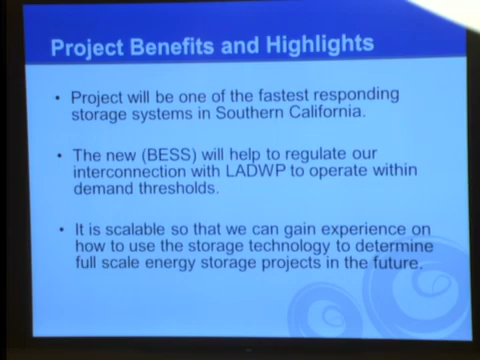 Project Benefits and Highlights
• Project will be one of the fastest responding
storage systems in Southern California.
• The new (BESS) will help to regulate our
interconnection with LADWP to operate within
demand thresholds.
• It is scalable so that we can gain experience on
how to use the storage technology to determine
full scale energy storage projects in the future.